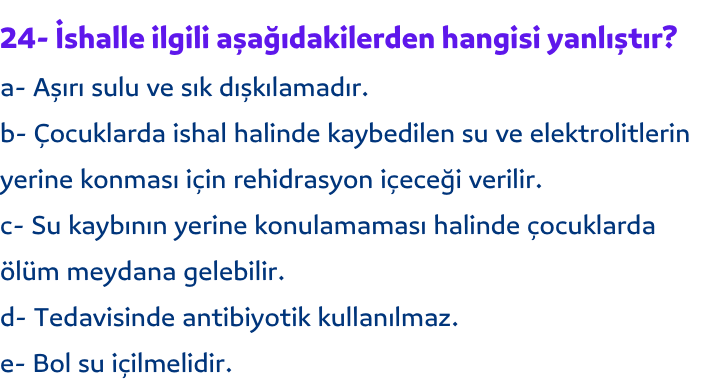 24- İshalle ilgili aşağıdakilerden hangisi yanlıştır?
a- Aşırı sulu ve sık dışkılamadır.
b- Çocuklarda ishal halinde kaybedilen su ve elektrolitlerin
yerine konması için rehidrasyon içeceği verilir.
c- Su kaybının yerine konulamaması halinde çocuklarda
ölüm meydana gelebilir.
d- Tedavisinde antibiyotik kullanılmaz.
e- Bol su içilmelidir.